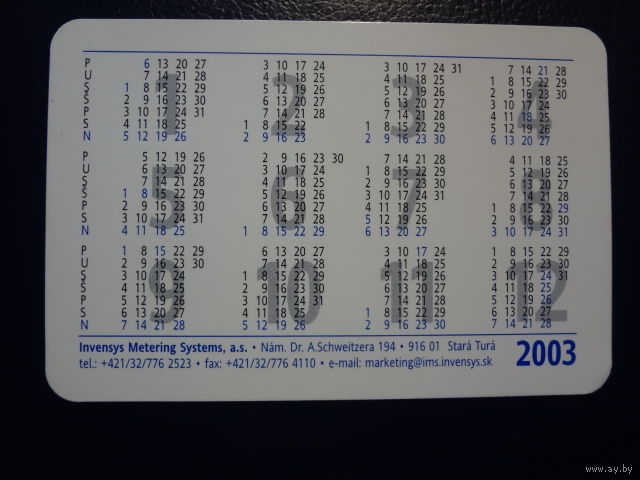 P 6 13 20 27 3 10 17 24 3 10 17 24 31 7 14 21 28
U 7 14 21 28 4 11 18 25 4 11 18 25 1 8 15 22 29
S 1 8 15 22 29 5 12 19 26 5 12 19 26 2 9 16 23 30
Š 2 9 16 23 30 6 13 20 27 6 13 20 27 3 10 17 24
P 3 10 17 24 31 7 14 21 28 7 14 21 28 4 11 18 25
S 4 11 18 25 1 8 15 22 1 8 15 22 29 5 12 19 26
N 5 12 19 26 2 9 16 23 2 9 16 23 30 6 13 20 27
1 2 3 4
P 5 12 19 26 2 9 16 23 30 7 14 21 28 4 11 18 25
U 6 13 20 27 3 10 17 24 1 8 15 22 29 5 12 19 26
S 7 14 21 28 4 11 18 25 2 9 16 23 30 6 13 20 27
Š 1 8 15 22 29 5 12 19 26 3 10 17 24 31 7 14 21 28
P 2 9 16 23 30 6 13 20 27 4 11 18 25 1 8 15 22 29
S 3 10 17 24 31 7 14 21 28 5 12 19 26 2 9 16 23 30
N 4 11 18 25 1 8 15 22 29 6 13 20 27 3 10 17 24 31
5 6 7 8
P 1 8 15 22 29 6 13 20 27 3 10 17 24 1 8 15 22 29
U 2 9 16 23 30 7 14 21 28 4 11 18 25 2 9 16 23 30
S 3 10 17 24 1 8 15 22 29 5 12 19 26 3 10 17 24 31
Š 4 11 18 25 2 9 16 23 30 6 13 20 27 4 11 18 25
P 5 12 19 26 3 10 17 24 31 7 14 21 28 5 12 19 26
S 6 13 20 27 4 11 18 25 1 8 15 22 29 6 13 20 27
N 7 14 21 28 5 12 19 26 2 9 16 23 30 7 14 21 28
9 10 11 12
Invensys Metering Systems, a.s. • Nám. Dr. A.Schweitzera 194 • 916 01 Stará Turá
tel.: +421/32/776 2523 • fax: +421/32/776 4110 • e-mail: marketing@ims.invensys.sk
2003
www.ay.by